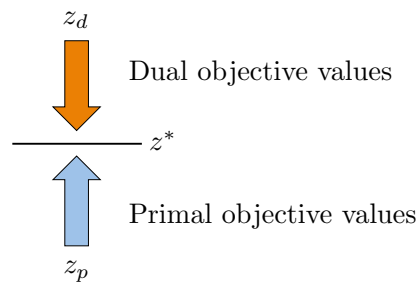 z_d
Dual objective values
z*
Primal objective values
z_p